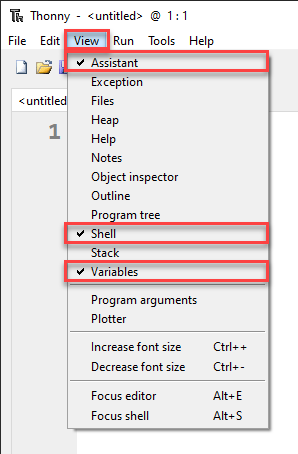 Thonny - <untitled> @ 1 : 1
File Edit View Run Tools Help
<untitled>
1
Assistant
Exception
Files
Heap
Help
Notes
Object inspector
Outline
Program tree
Shell
Stack
Variables
Program arguments
Plotter
Increase font size Ctrl++
Decrease font size Ctrl+-
Focus editor Alt+E
Focus shell Alt+S